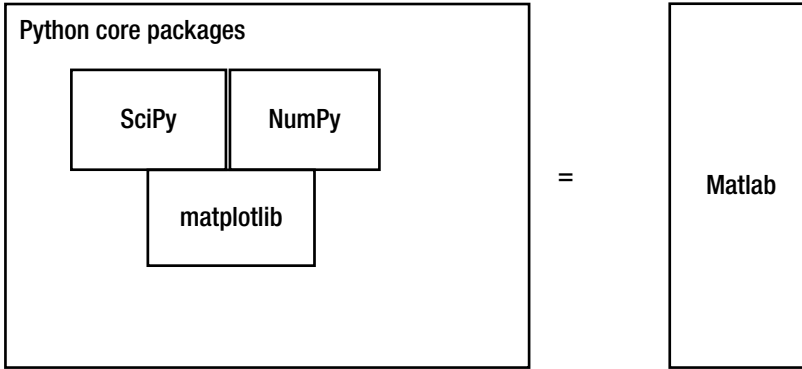 Python core packages
SciPy
NumPy
matplotlib
=
Matlab